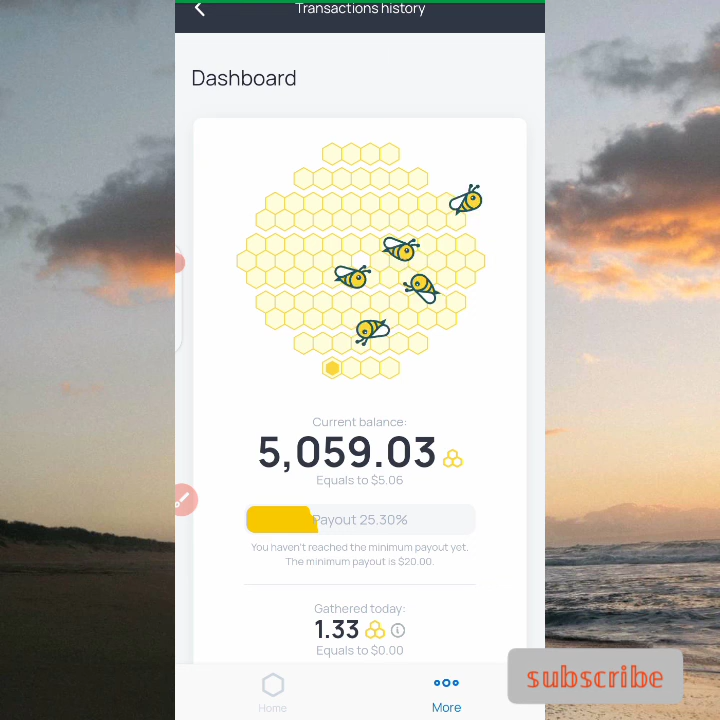 Transactions history
Dashboard
Current balance:
5,059.03
Equals to $5.06
Payout 25.30%
You haven't reached the minimum payout yet.
The minimum payout is $20.00.
Gathered today:
1.33
Equals to $0.00
Home
More
subscribe